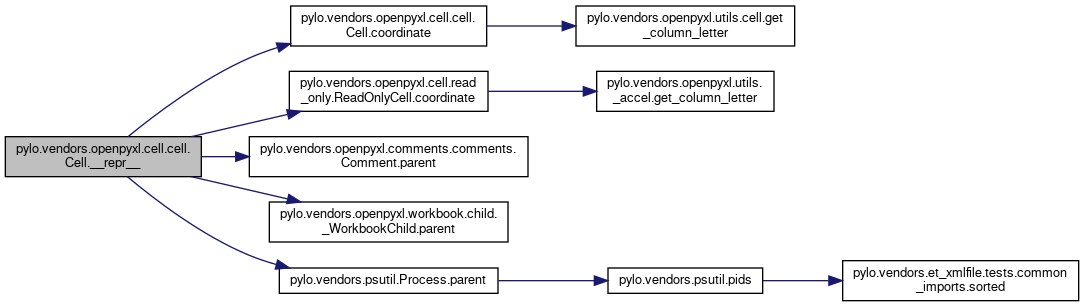 pylo.vendors.openpyxl.cell.cell.
Cell.__repr__
pylo.vendors.openpyxl.cell.cell.
Cell.coordinate
pylo.vendors.openpyxl.utils.cell.get
_column_letter
pylo.vendors.openpyxl.cell.read
_only.ReadOnlyCell.coordinate
pylo.vendors.openpyxl.utils.
_accel.get_column_letter
pylo.vendors.openpyxl.comments.comments.
Comment.parent
pylo.vendors.openpyxl.workbook.child.
_WorkbookChild.parent
pylo.vendors.psutil.Process.parent
pylo.vendors.psutil.pids
pylo.vendors.et_xmlfile.tests.common
_imports.sorted